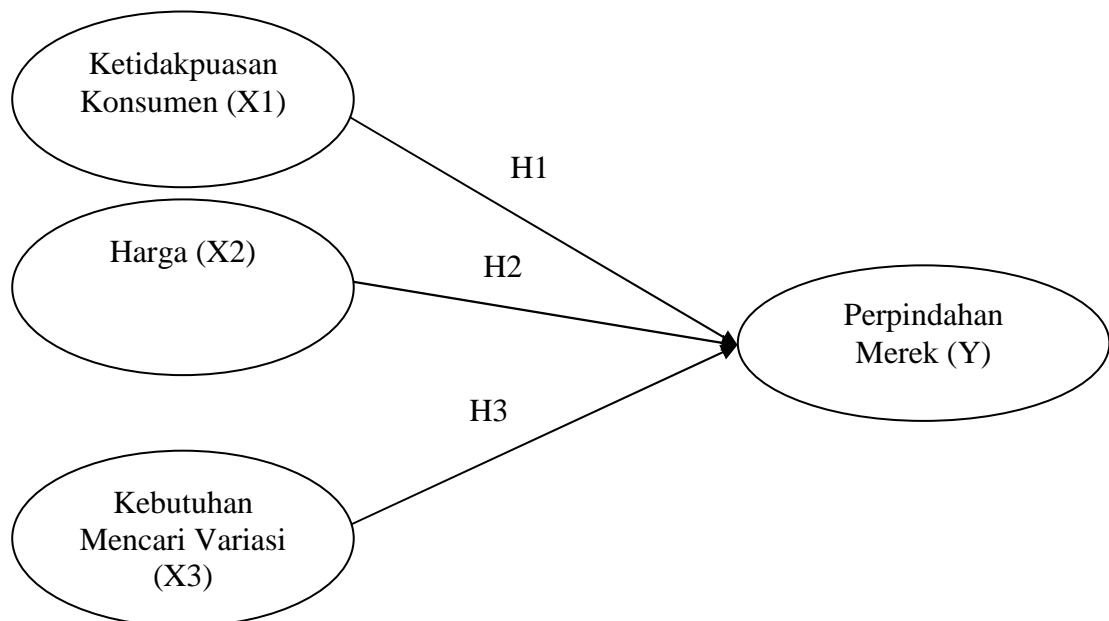 Ketidakpuasan
Konsumen (X1)
H1
Harga (X2)
H2
Perpindahan
Merek (Y)
H3
Kebutuhan
Mencari Variasi
(X3)